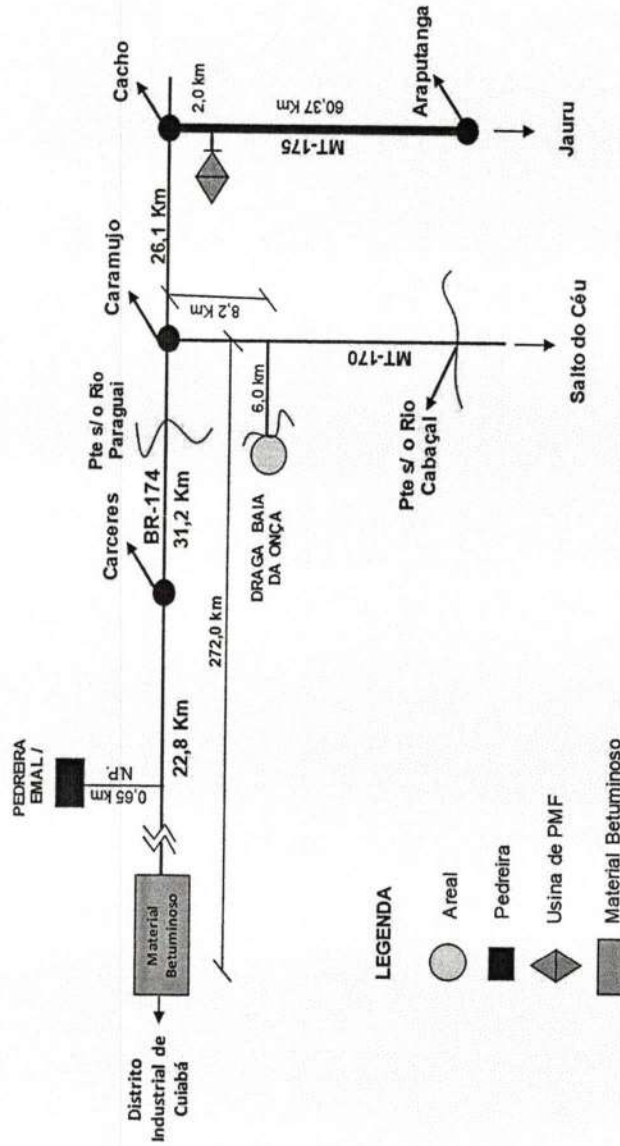 PEDREIRA
EMAL /
0,65 km
N.P.
Distrito
Industrial de
Cuiabá
Material
Betuminoso
22,8 Km
Carceres
BR-174
31,2 Km
Pte s/ o Rio
Paraguai
Caramujo
26,1 Km
Cacho
2,0 km
272,0 km
8,2 Km
6,0 km
DRAGA BAIA
DA ONÇA
MT-170
Pte s/ o Rio
Cabaçal
Salto do Céu
60,37 Km
MT-175
Araputanga
Jauru
LEGENDA
Areal
Pedreira
Usina de PMF
Material Betuminoso